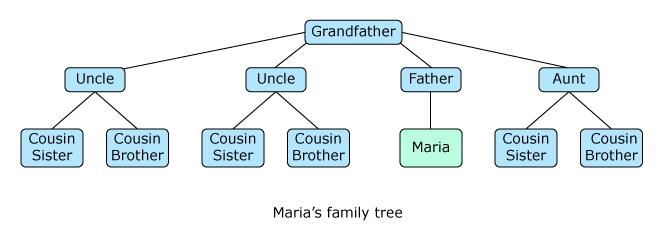 Grandfather
Uncle
Uncle
Father
Aunt
Cousin
Sister
Cousin
Brother
Cousin
Sister
Cousin
Brother
Maria
Cousin
Sister
Cousin
Brother
Maria's family tree